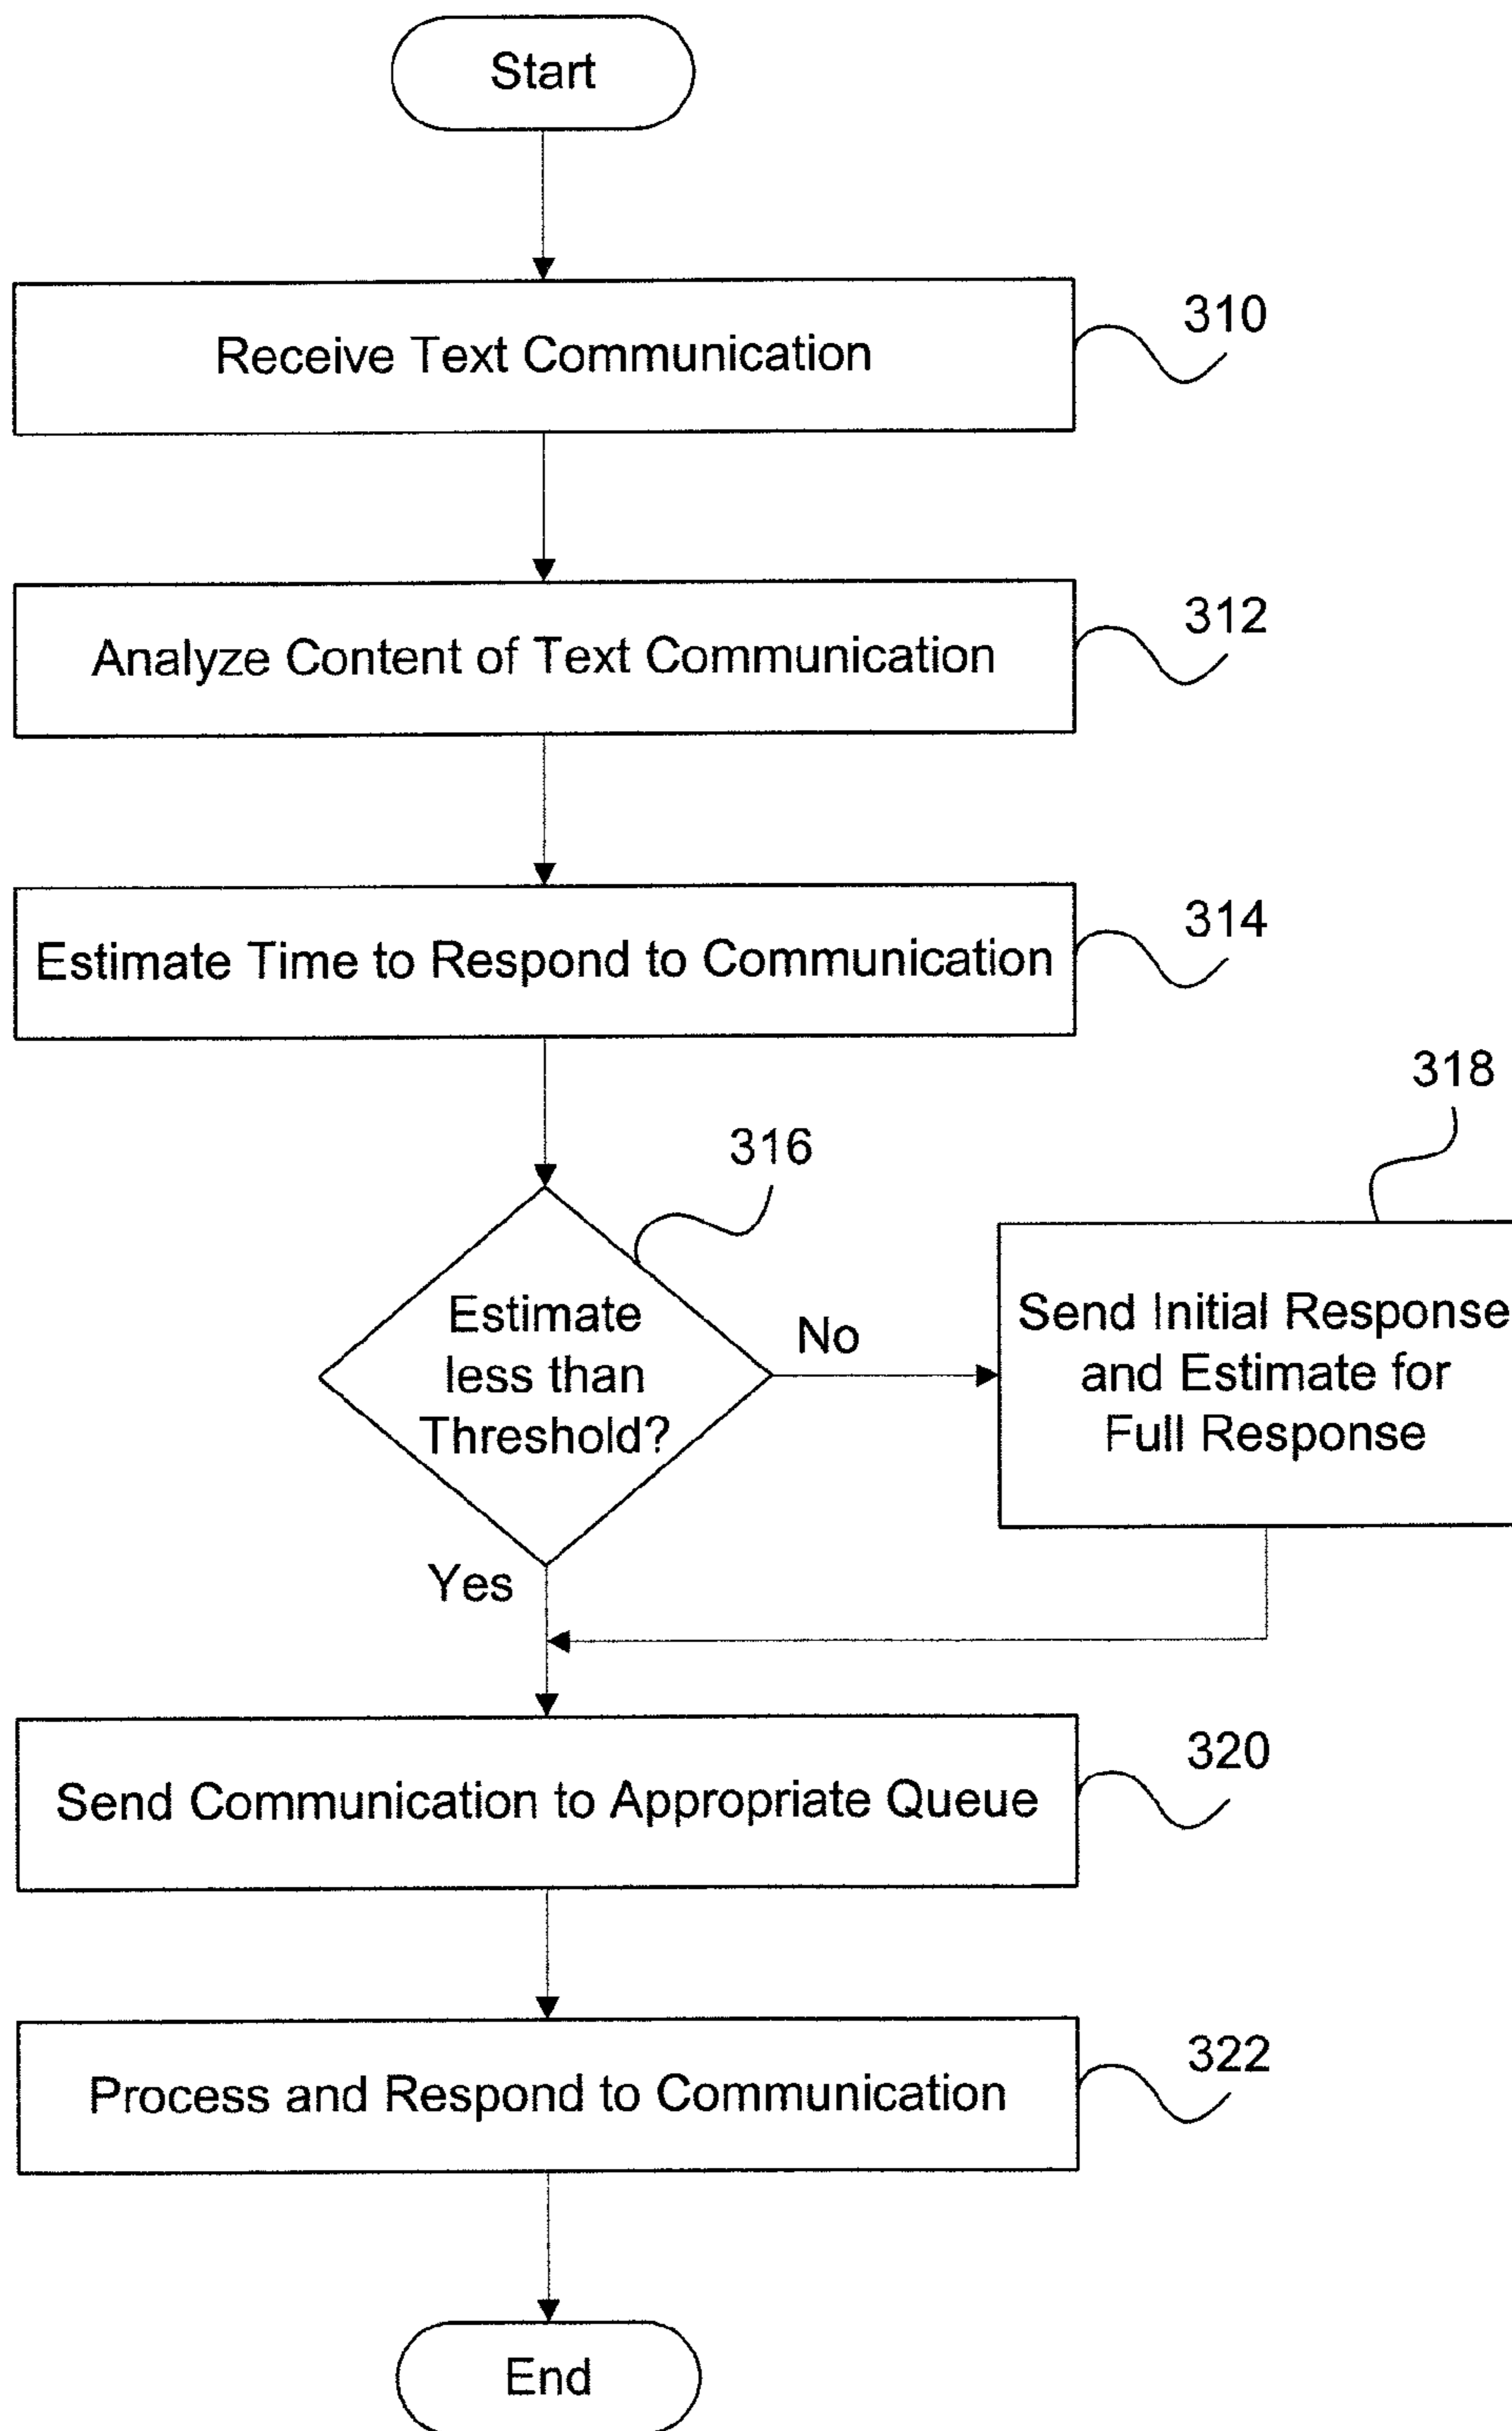 Start
Receive Text Communication
310
Analyze Content of Text Communication
312
Estimate Time to Respond to Communication
314
316
318
Estimate
less than
Threshold?
No
Send Initial Response
and Estimate for
Full Response
Yes
Send Communication to Appropriate Queue
320
Process and Respond to Communication
322
End